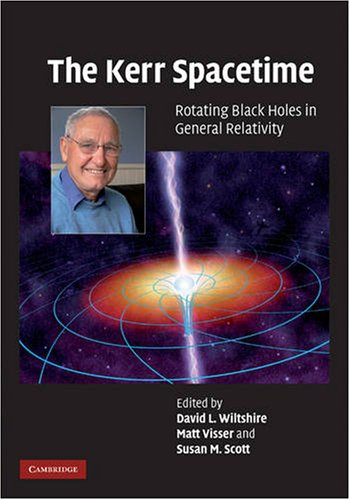 The Kerr Spacetime
Rotating Black Holes in
General Relativity
Edited by
David L. Wiltshire
Matt Visser and
Susan M. Scott
CAMBRIDGE